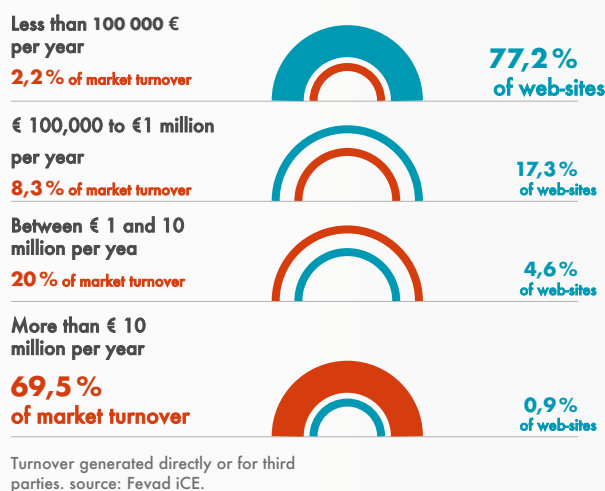 Less than 100 000 €
per year
2,2 % of market turnover
77,2 %
of web-sites
€ 100,000 to €1 million
per year
8,3 % of market turnover
17,3 %
of web-sites
Between € 1 and 10
million per yea
20 % of market turnover
4,6 %
of web-sites
More than € 10
million per year
69,5 %
of market turnover
0,9 %
of web-sites
Turnover generated directly or for third
parties. source: Fevad iCE.